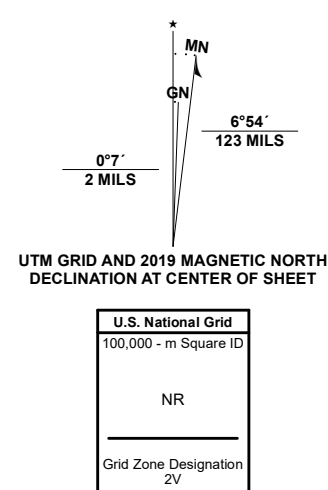 ★
MN
GN
6°54´
123 MILS
0°7´
2 MILS
UTM GRID AND 2019 MAGNETIC NORTH
DECLINATION AT CENTER OF SHEET
U.S. National Grid
100,000 - m Square ID
NR
Grid Zone Designation
2V